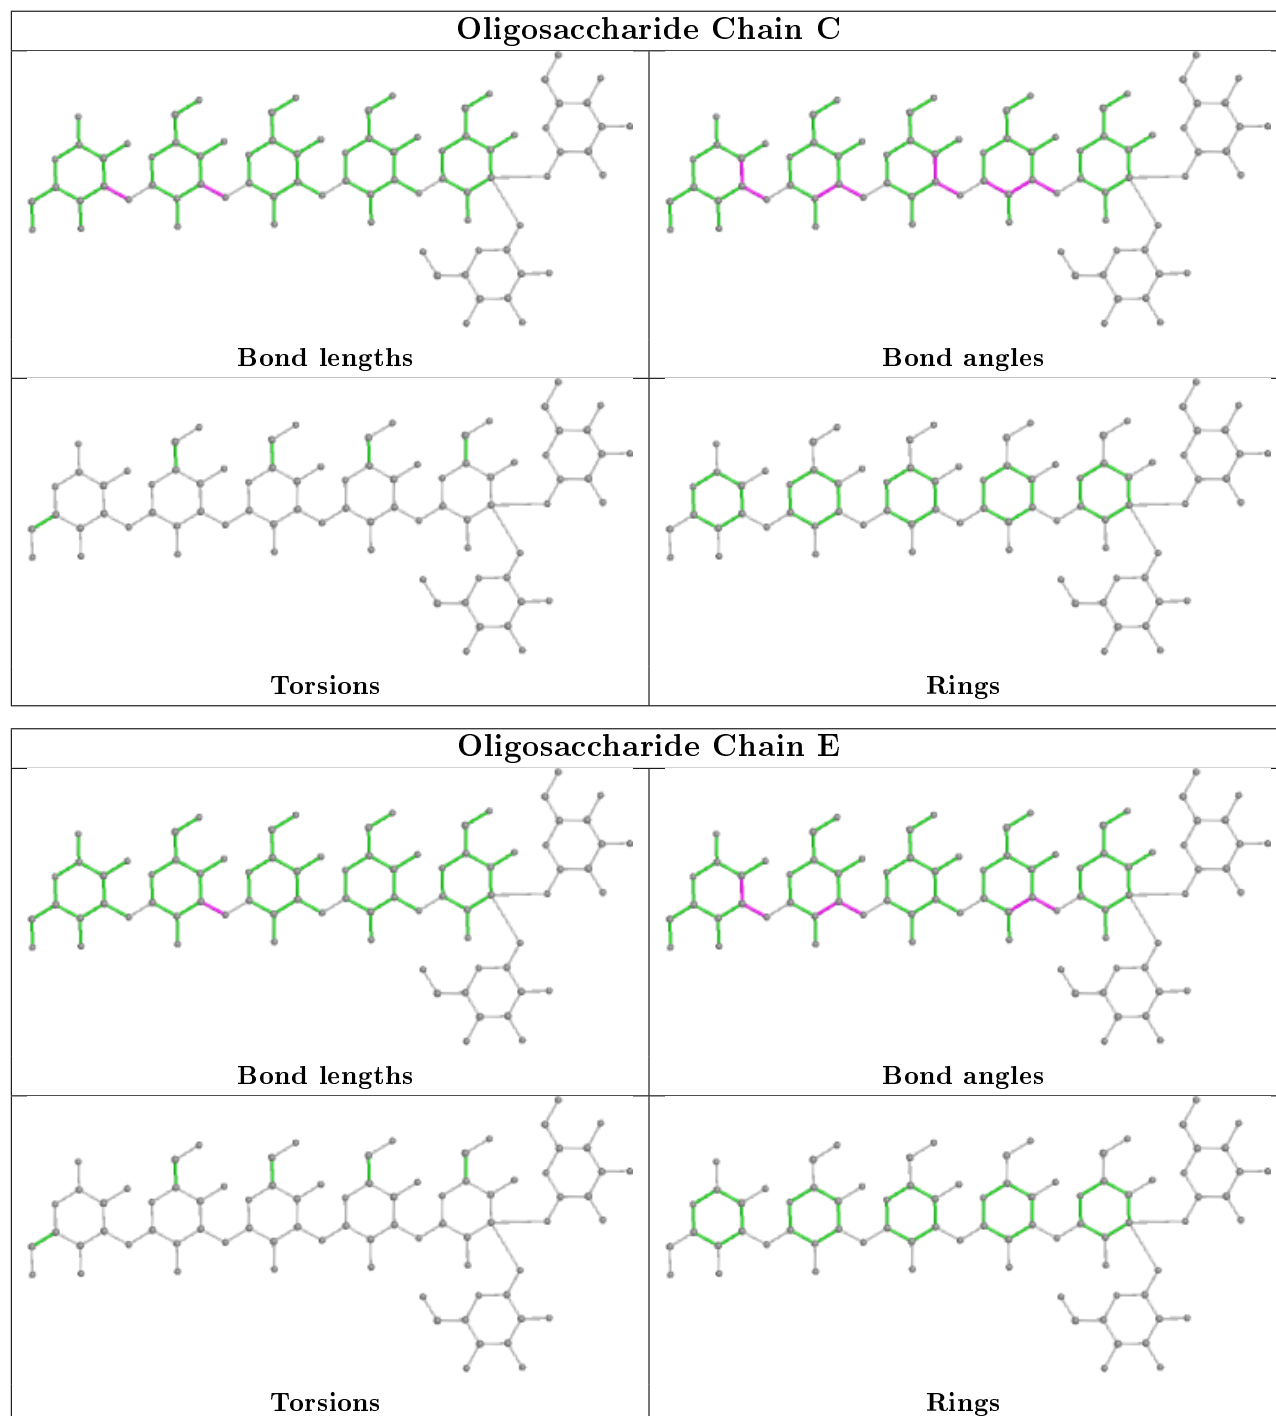 Oligosaccharide Chain C
Bond lengths
Bond angles
Torsions
Rings
Oligosaccharide Chain E
Bond lengths
Bond angles
Torsions
Rings